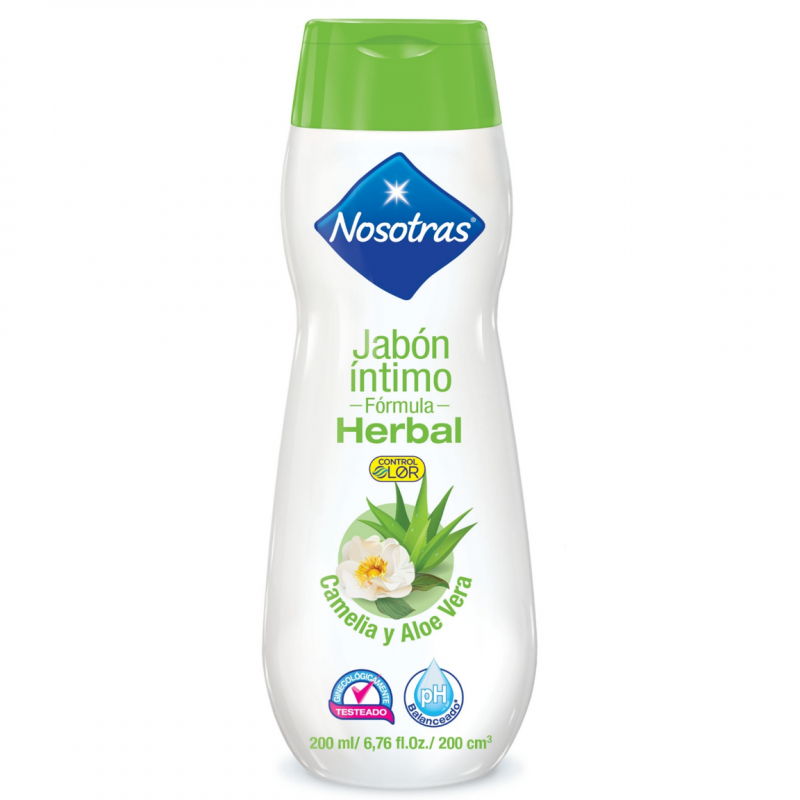 Nosotras®
Jabón
íntimo
Fórmula
Herbal
CONTROL
OLOR
Camelia y Aloe Vera
GINECOLÓGICAMENTE
TESTEADO
pH
Balanceado*
200 ml/ 6,76 fl.Oz./ 200 cm³